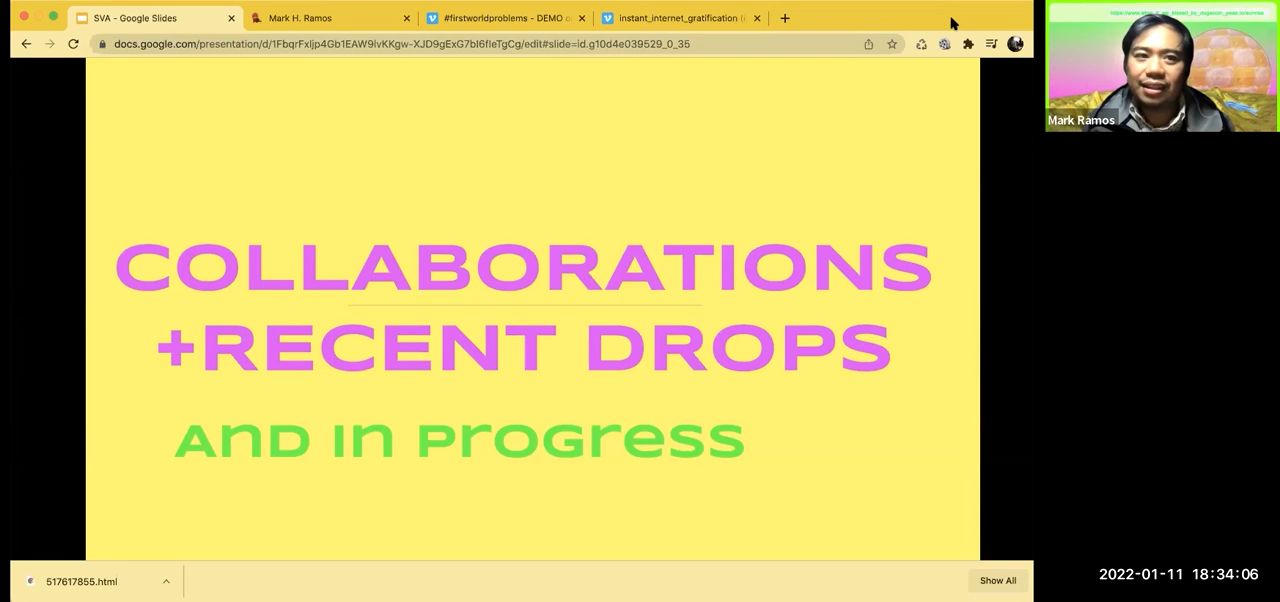 SVA - Google Slides
Mark H. Ramos
#firstworldproblems - DEMO
instant_internet_gratification
docs.google.com/presentation/d/1FbqrFxljp4Gb1EAW9lvKKgw-XJD9gExG7bI6fIeTgCg/edit#slide=id.g10d4e039529_0_35
Mark Ramos
COLLABORATIONS
+RECENT DROPS
AnD In ProGress
517617855.html
Show All
2022-01-11 18:34:06